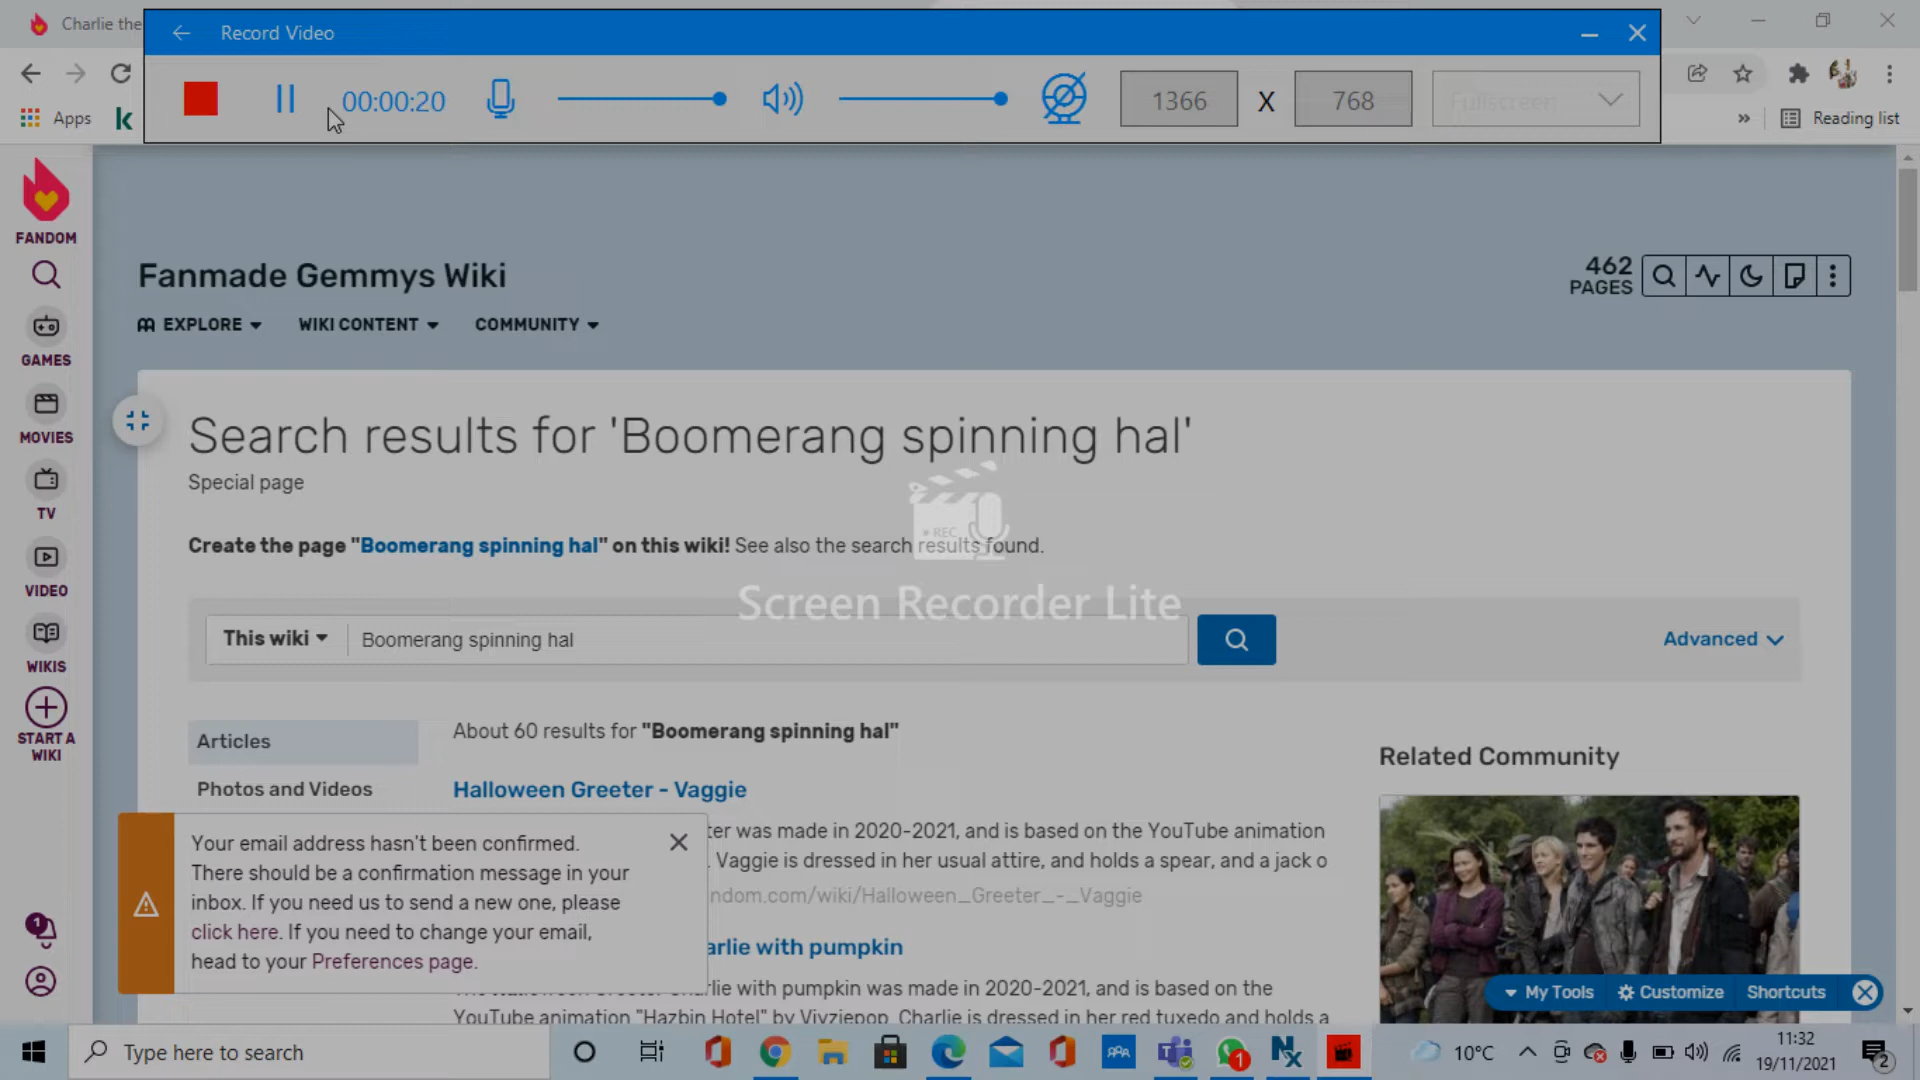 Charlie the
Record Video
00:00:20
1366 X 768
Fullscreen
Apps
Reading list
FANDOM
GAMES
MOVIES
TV
VIDEO
WIKIS
START A
WIKI
Fanmade Gemmys Wiki
462
PAGES
EXPLORE
WIKI CONTENT
COMMUNITY
Search results for 'Boomerang spinning hal'
Special page
Create the page "Boomerang spinning hal" on this wiki! See also the search results found.
REC
Screen Recorder Lite
This wiki
Boomerang spinning hal
Advanced
Articles
Photos and Videos
About 60 results for "Boomerang spinning hal"
Halloween Greeter - Vaggie
ter was made in 2020-2021, and is based on the YouTube animation
. Vaggie is dressed in her usual attire, and holds a spear, and a jack o
ndom.com/wiki/Halloween_Greeter_-_Vaggie
arlie with pumpkin
lie with pumpkin was made in 2020-2021, and is based on the
YouTube animation "Hazbin Hotel" by Vivziepop. Charlie is dressed in her red tuxedo and holds a
Related Community
Your email address hasn't been confirmed.
There should be a confirmation message in your
inbox. If you need us to send a new one, please
click here. If you need to change your email,
head to your Preferences page.
1
My Tools
Customize
Shortcuts
Type here to search
1
10°C
11:32
19/11/2021
2